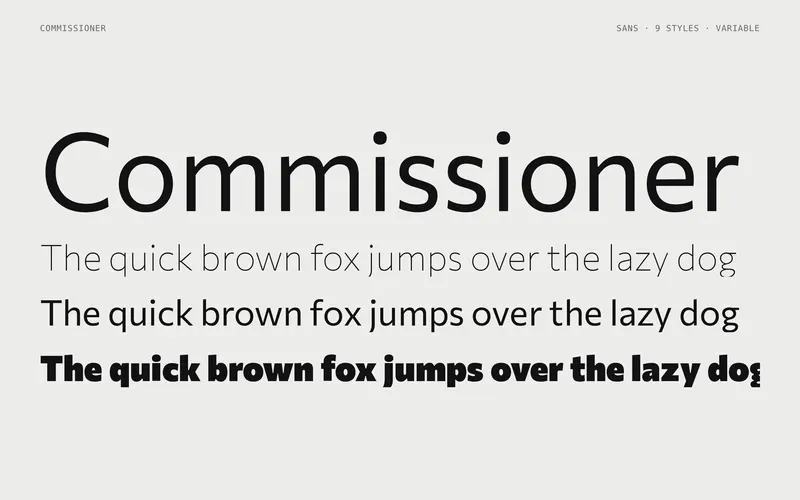 COMMISSIONER
SANS · 9 STYLES · VARIABLE
Commissioner
The quick brown fox jumps over the lazy dog
The quick brown fox jumps over the lazy dog
The quick brown fox jumps over the lazy dog